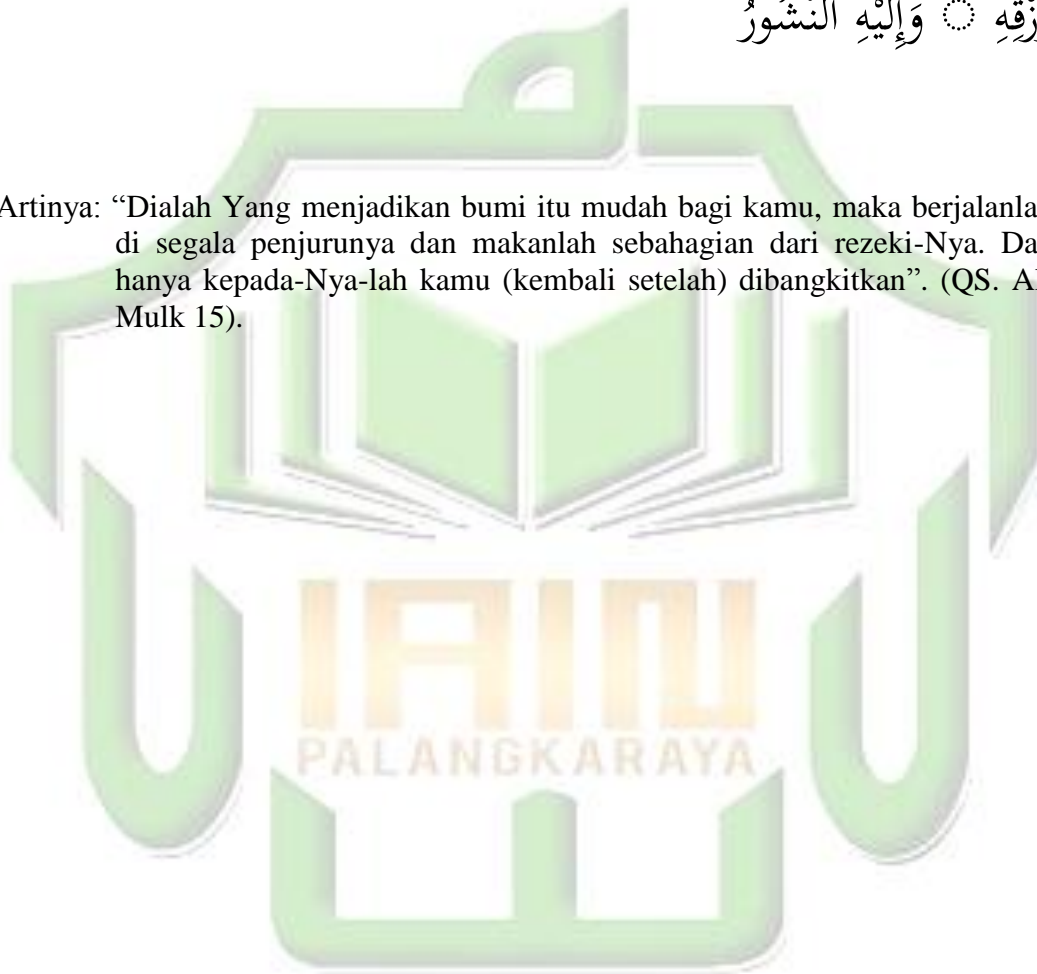 رِزْقِهِ ۖ وَإِلَيْهِ النُّشُورُ
Artinya: “Dialah Yang menjadikan bumi itu mudah bagi kamu, maka berjalanla
di segala penjurunya dan makanlah sebahagian dari rezeki-Nya. Da
hanya kepada-Nya-lah kamu (kembali setelah) dibangkitkan”. (QS. A
Mulk 15).
IAIN
PALANGKARAYA